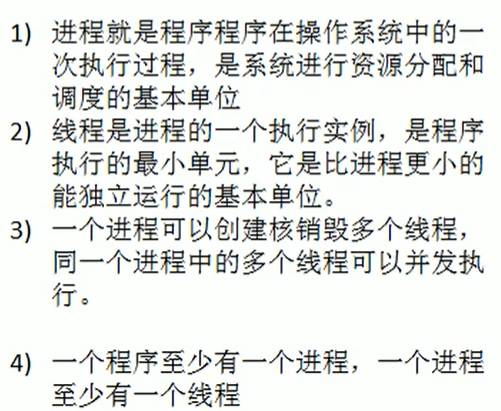 1) 进程就是程序程序在操作系统中的一
次执行过程，是系统进行资源分配和
调度的基本单位
2) 线程是进程的一个执行实例，是程序
执行的最小单元，它是比进程更小的
能独立运行的基本单位。
3) 一个进程可以创建核销毁多个线程，
同一个进程中的多个线程可以并发执
行。
4) 一个程序至少有一个进程，一个进程
至少有一个线程